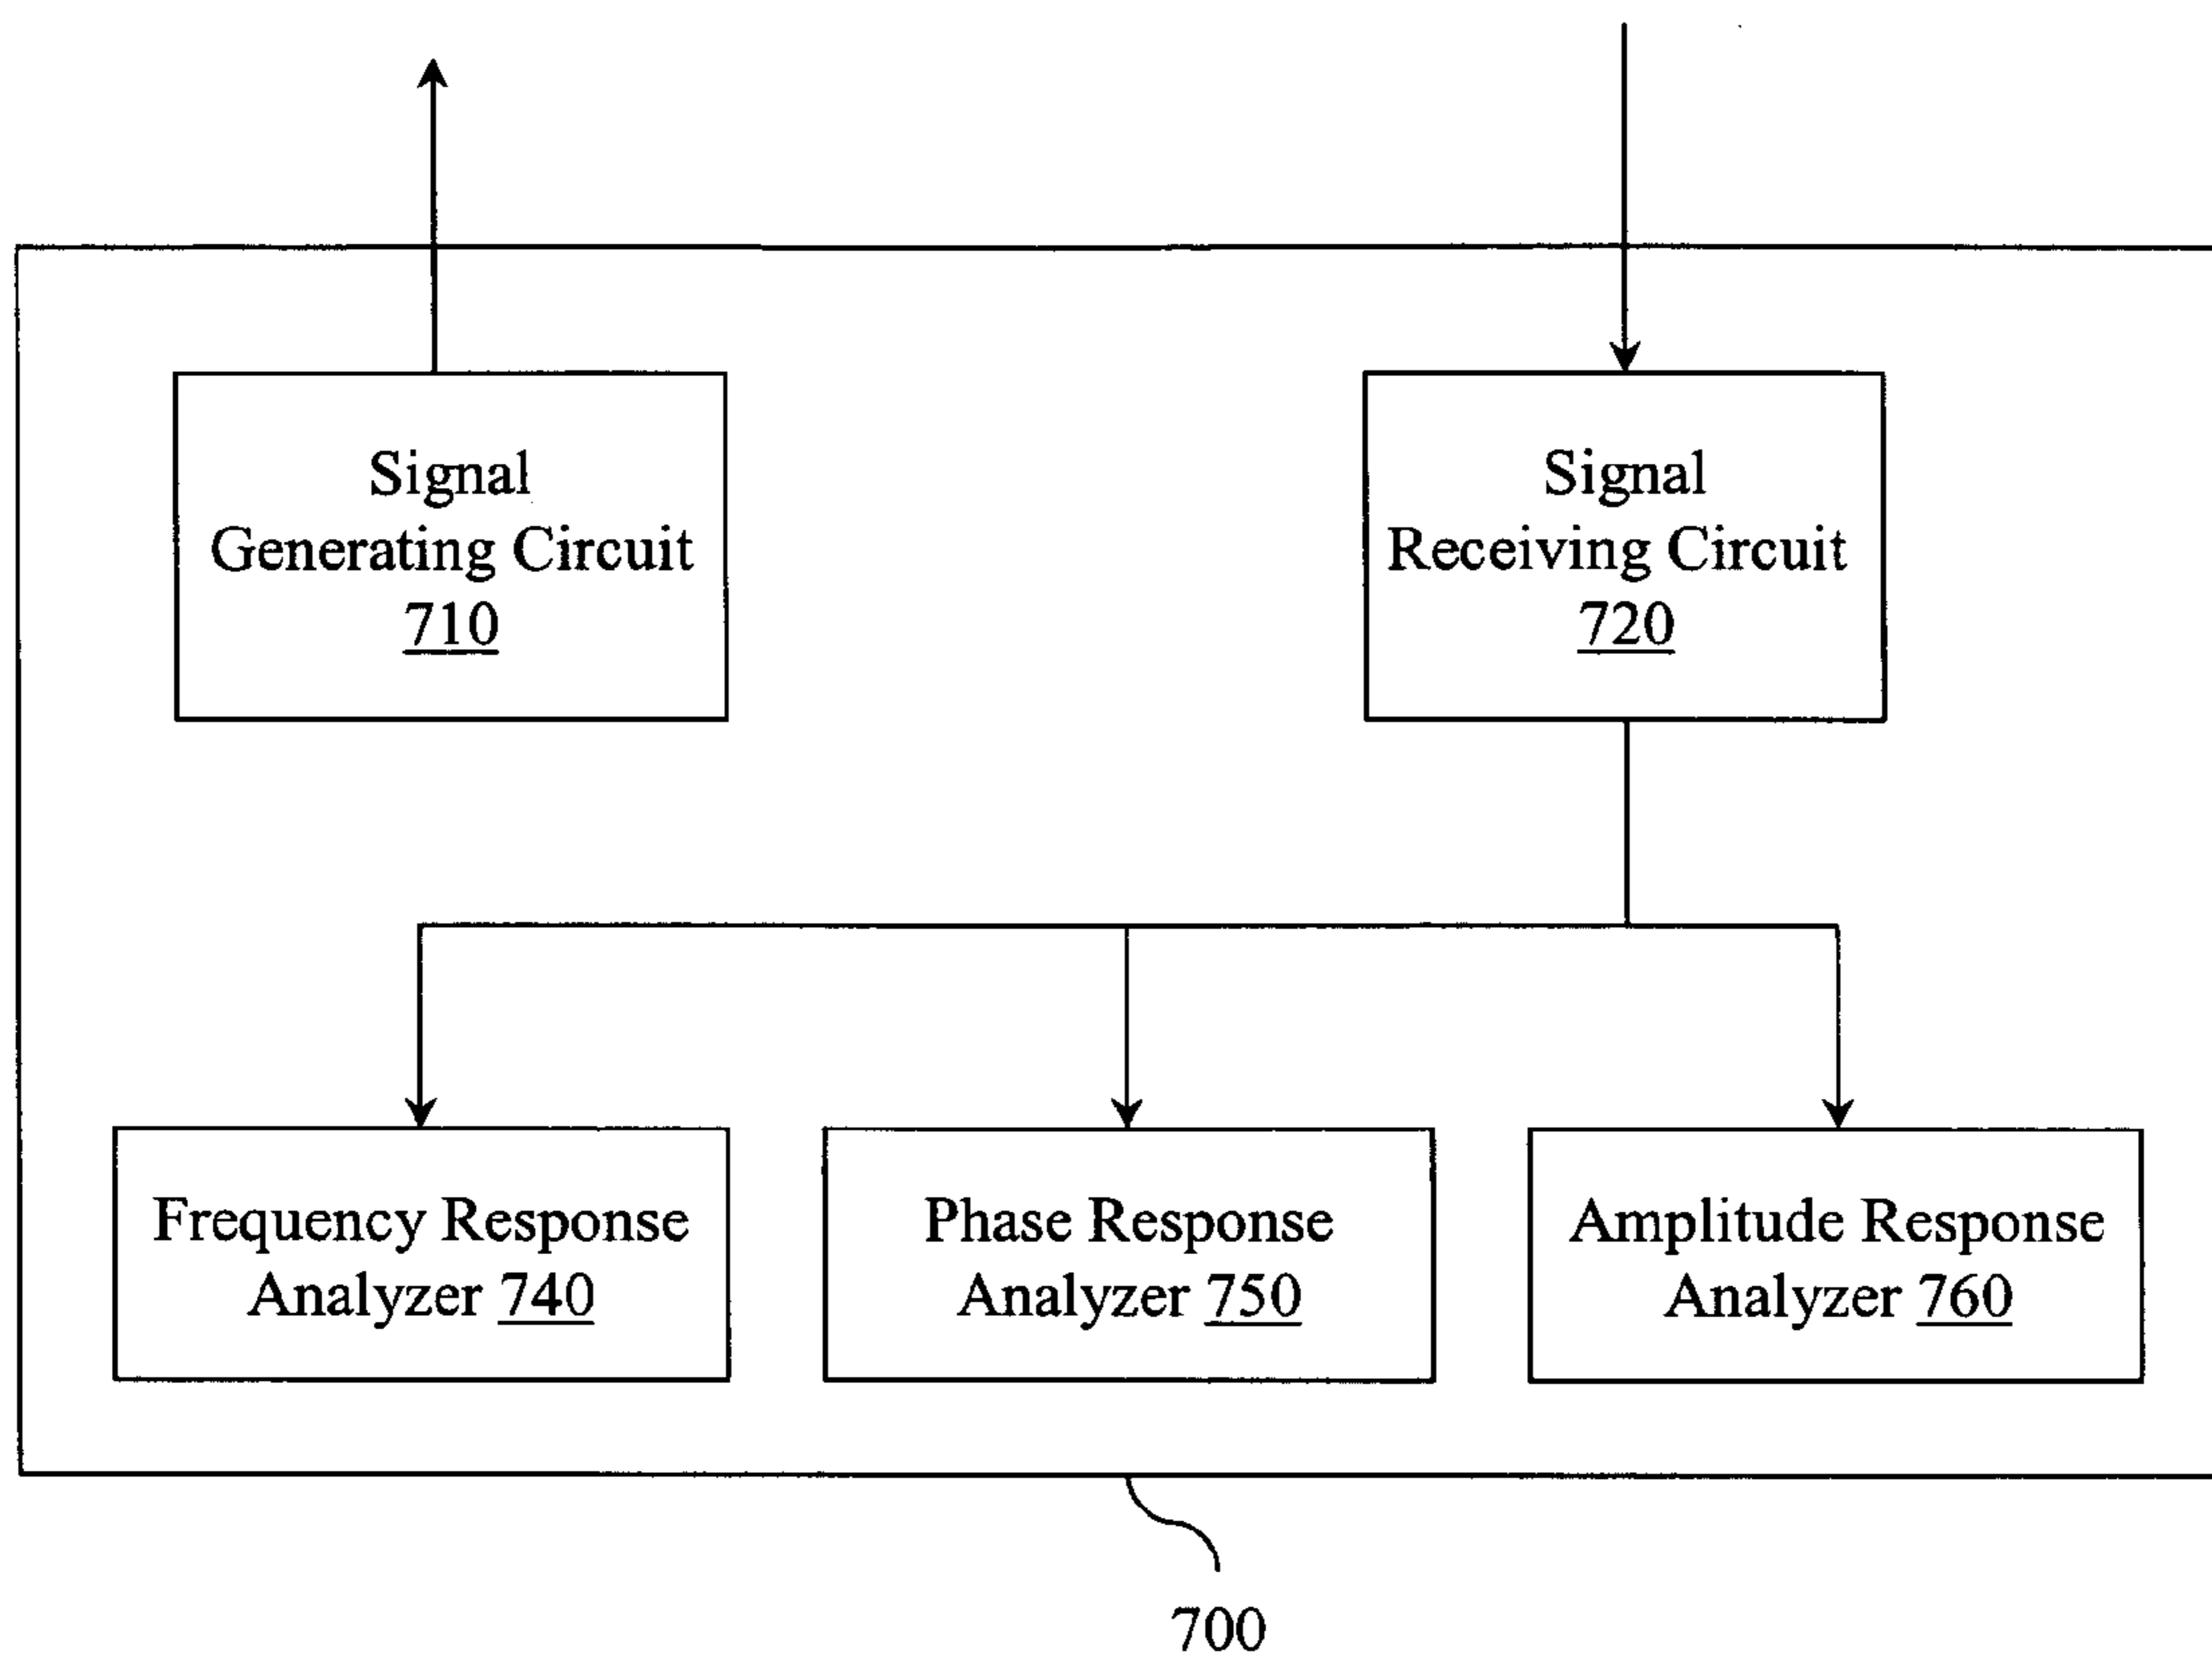 Signal
Generating Circuit
710
Signal
Receiving Circuit
720
Frequency Response
Analyzer 740
Phase Response
Analyzer 750
Amplitude Response
Analyzer 760
700